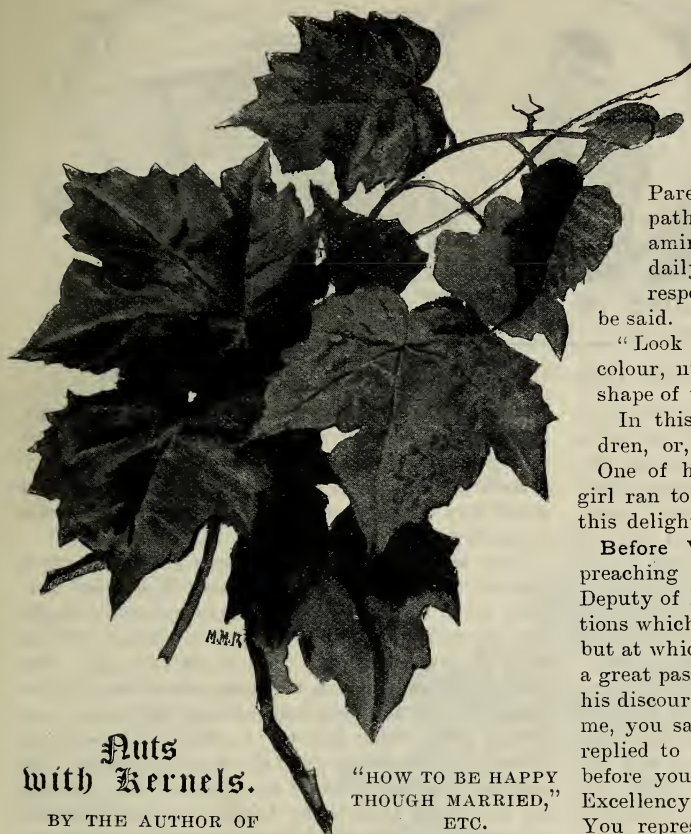 Nuts
with Kernels.
BY THE AUTHOR OF
"HOW TO BE HAPPY
THOUGH MARRIED,"
ETC.
Pare
path
amin
daily
respo
be said.
"Look
colour, nu
shape of
In this
dren, or,
One of h
girl ran to
this deligh
Before
preaching
Deputy of
tions which
but at whic
a great pas
his discour
me, you sa
replied to
before you
Excellency
You repres